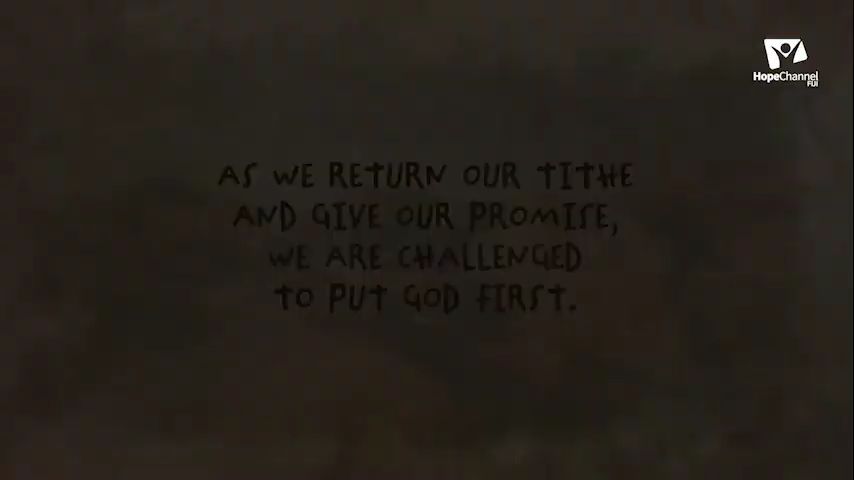 HopeChannel
FIJI
AS WE RETURN OUR TITHE
AND GIVE OUR PROMISE,
WE ARE CHALLENGED
TO PUT GOD FIRST.